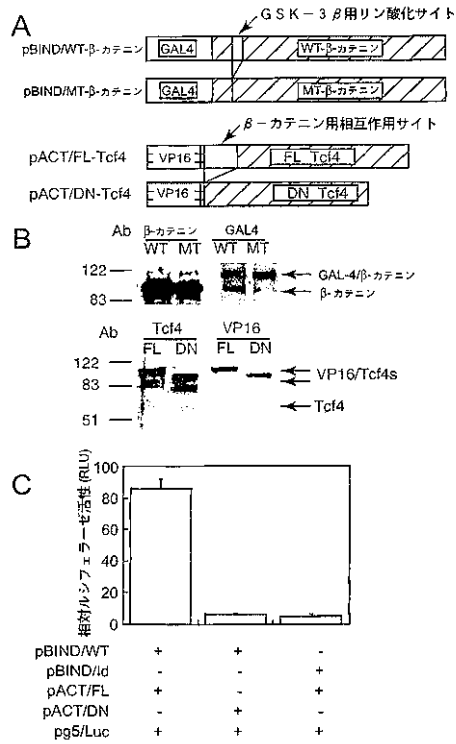 A
GSK-3β用リン酸化サイト
pBIND/WT-β-カテニン GAL4 WT-β-カテニン
pBIND/MT-β-カテニン GAL4 MT-β-カテニン
β-カテニン用相互作用サイト
pACT/FL-Tcf4 VP16 FL Tcf4
pACT/DN-Tcf4 VP16 DN Tcf4
B
Ab β-カテニン GAL4
WT MT WT MT
122
83
GAL-4/β-カテニン
β-カテニン
Ab Tcf4 VP16
FL DN FL DN
122
83
51
VP16/Tcf4s
Tcf4
C
相対ルシフェラーゼ活性(RLU)
100
80
60
40
20
0
pBIND/WT + + -
pBIND/Id - - +
pACT/FL + - +
pACT/DN - + -
pg5/Luc + + +